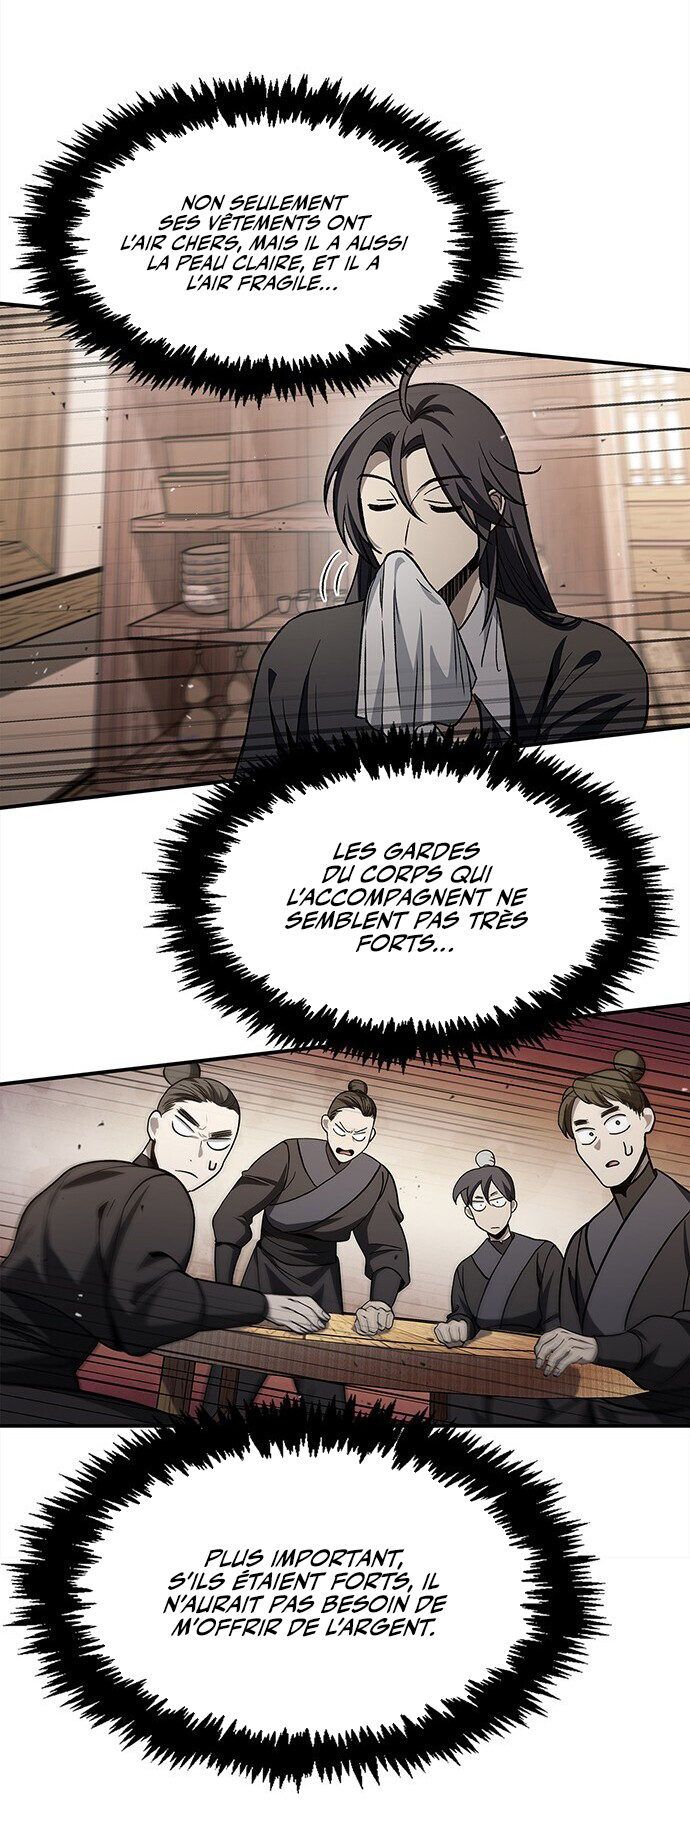 NON SEULEMENT
SES VÊTEMENTS ONT
L'AIR CHERS, MAIS IL A AUSSI
LA PEAU CLAIRE, ET IL A
L'AIR FRAGILE...
LES GARDES
DU CORPS QUI
L'ACCOMPAGNENT NE
SEMBLENT PAS TRÈS
FORTS...
PLUS IMPORTANT,
S'ILS ÉTAIENT FORTS, IL
N'AURAIT PAS BESOIN DE
M'OFFRIR DE L'ARGENT.